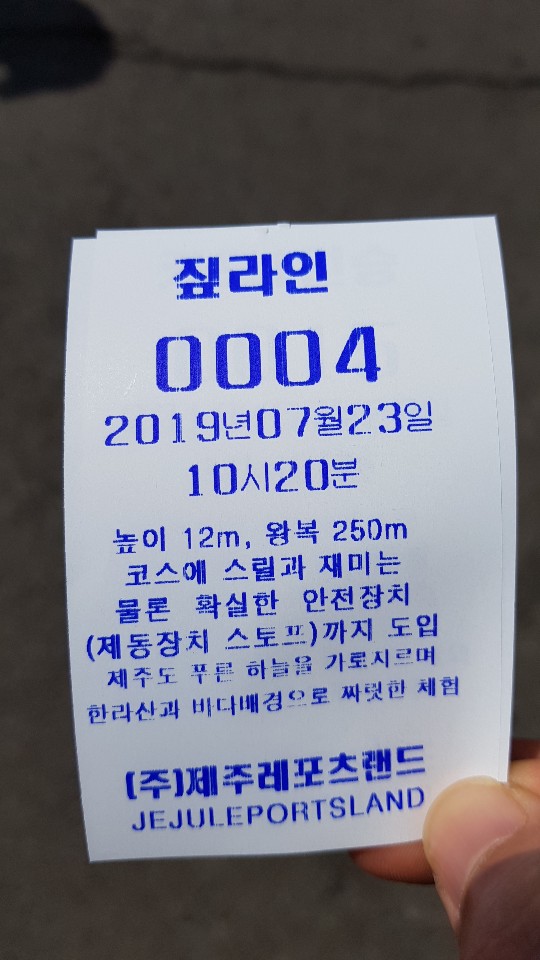 짚라인
0004
2019년07월23일
10시20분
높이 12m, 왕복 250m
코스에 스릴과 재미는
물론 확실한 안전장치
(제동장치 스토프)까지 도입
제주도 푸른 하늘을 가로지르며
한라산과 바다배경으로 짜릿한 체험
(주)제주레포츠랜드
JEJULEPORTSLAND